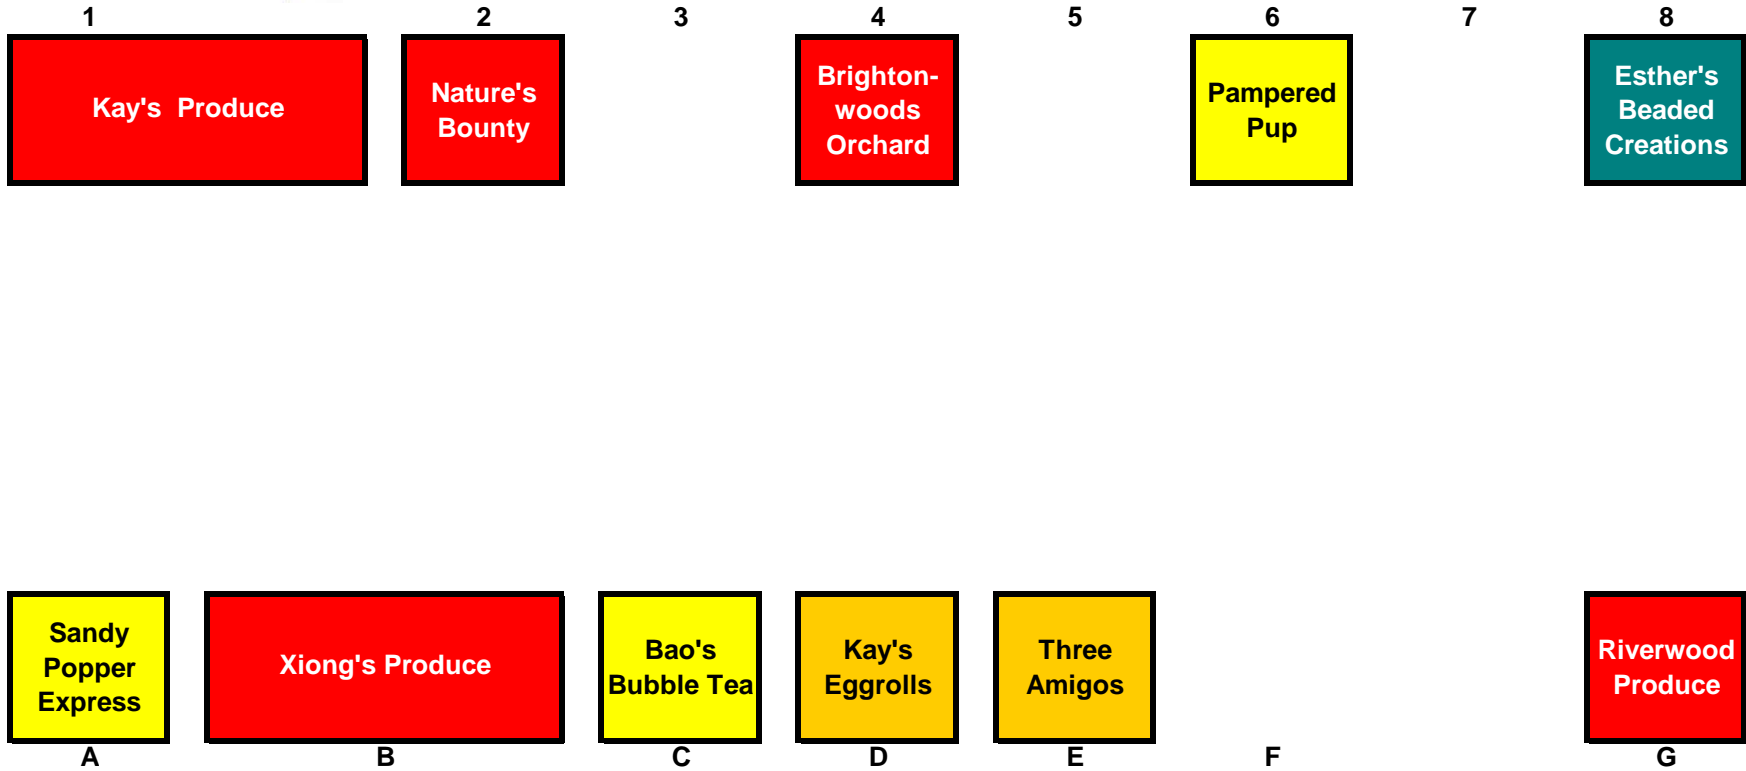 1 2 3 4 5 6 7 8
Kay's  Produce
Nature's
Bounty
Brighton-
woods
Orchard
Pampered
Pup
Esther's
Beaded
Creations
Sandy
Popper
Express
Xiong's Produce
Bao's
Bubble Tea
Kay's
Eggrolls
Three
Amigos
Riverwood
Produce
A B C D E F G